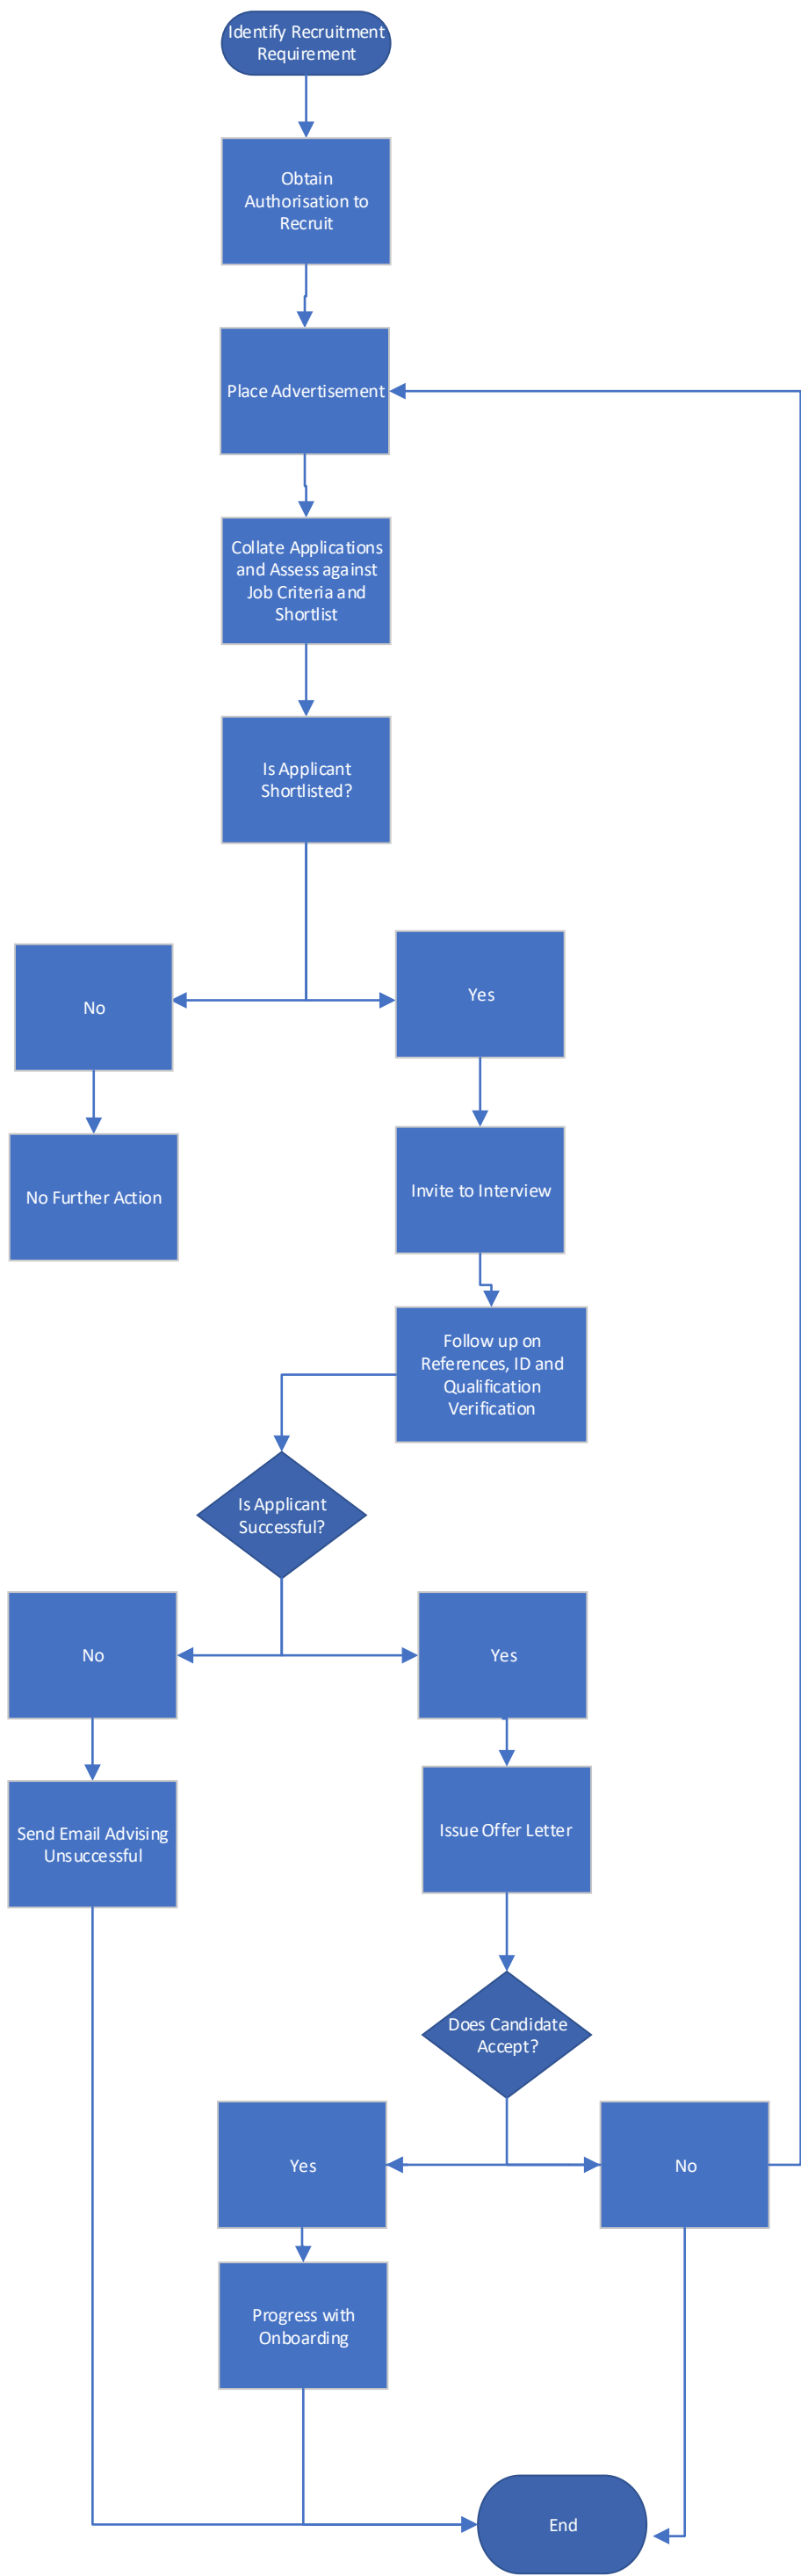 Identify Recruitment
Requirement
Obtain
Authorisation to
Recruit
Place Advertisement
Collate Applications
and Assess against
Job Criteria and
Shortlist
Is Applicant
Shortlisted?
No
Yes
No Further Action
Invite to Interview
Follow up on
References, ID and
Qualification
Verification
Is Applicant
Successful?
No
Yes
Send Email Advising
Unsuccessful
Issue Offer Letter
Does Candidate
Accept?
Yes
No
Progress with
Onboarding
End